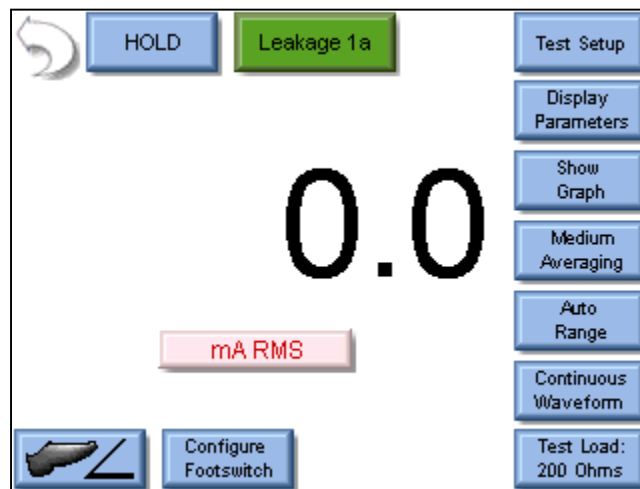 HOLD
Leakage 1a
Test Setup
Display
Parameters
Show
Graph
0.0
Medium
Averaging
Auto
Range
mA RMS
Continuous
Waveform
Configure
Footswitch
Test Load:
200 Ohms